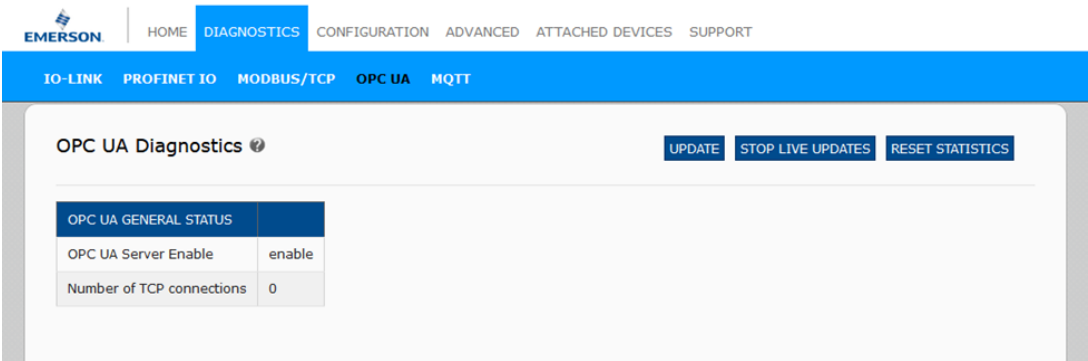 EMERSON. HOME DIAGNOSTICS CONFIGURATION ADVANCED ATTACHED DEVICES SUPPORT
IO-LINK PROFINET IO MODBUS/TCP OPC UA MQTT
OPC UA Diagnostics ? UPDATE STOP LIVE UPDATES RESET STATISTICS
OPC UA GENERAL STATUS
OPC UA Server Enable enable
Number of TCP connections 0